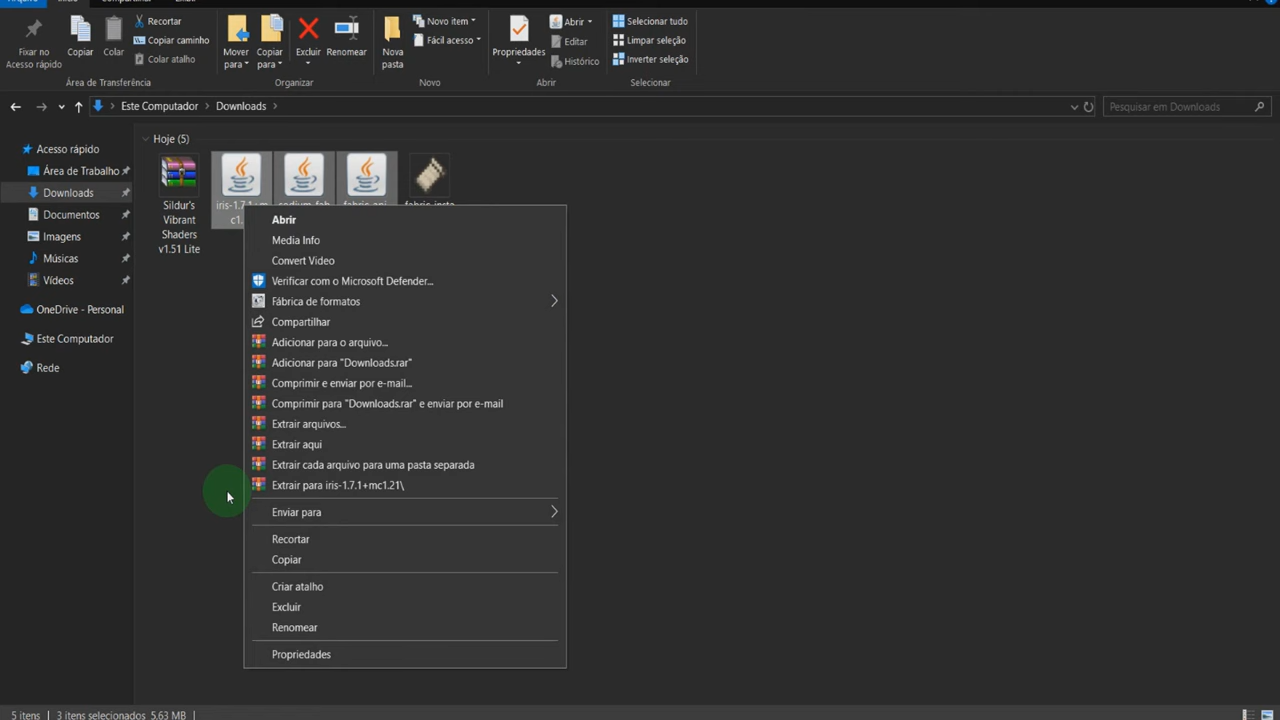 Recortar
Copiar caminho
Colar atalho
Fixar no
Acesso rápido
Copiar
Colar
Área de Transferência
Mover
para
Copiar
para
Excluir
Renomear
Organizar
Nova
pasta
Novo item
Fácil acesso
Novo
Propriedades
Abrir
Editar
Histórico
Abrir
Selecionar tudo
Limpar seleção
Inverter seleção
Selecionar
Este Computador > Downloads >
Pesquisar em Downloads
Acesso rápido
Área de Trabalho
Downloads
Documentos
Imagens
Músicas
Vídeos
OneDrive - Personal
Este Computador
Rede
Hoje (5)
Sildur's
Vibrant
Shaders
v1.51 Lite
Abrir
Media Info
Convert Video
Verificar com o Microsoft Defender...
Fábrica de formatos
Compartilhar
Adicionar para o arquivo...
Adicionar para "Downloads.rar"
Comprimir e enviar por e-mail...
Comprimir para "Downloads.rar" e enviar por e-mail
Extrair arquivos...
Extrair aqui
Extrair cada arquivo para uma pasta separada
Extrair para iris-1.7.1+mc1.21\
Enviar para
Recortar
Copiar
Criar atalho
Excluir
Renomear
Propriedades
5 itens
3 itens selecionados 5,63 MB